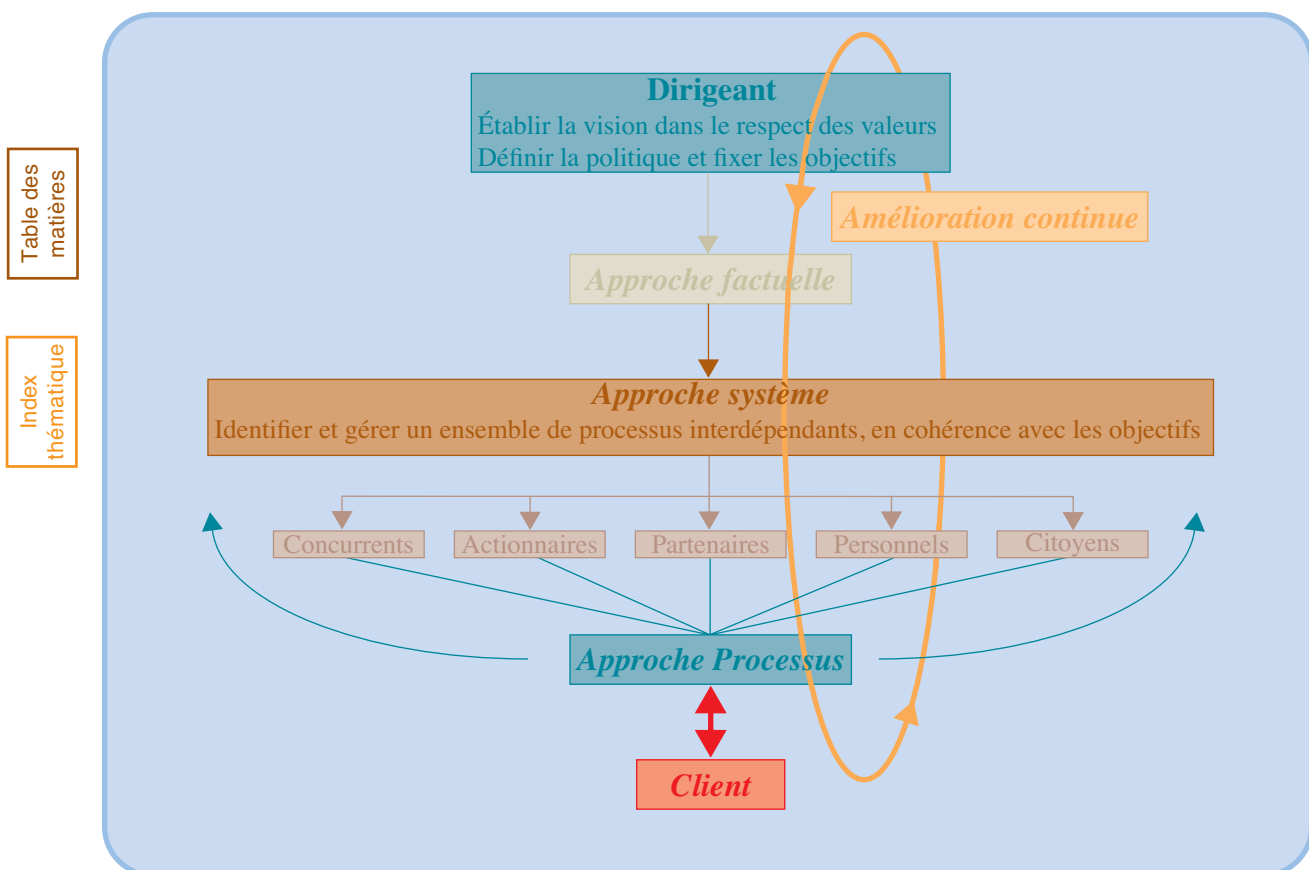 Table des
matières
Index
thématique
Dirigeant
Établir la vision dans le respect des valeurs
Définir la politique et fixer les objectifs
Amélioration continue
Approche factuelle
Approche système
Identifier et gérer un ensemble de processus interdépendants, en cohérence avec les objectifs
Concurrents
Actionnaires
Partenaires
Personnels
Citoyens
Approche Processus
Client